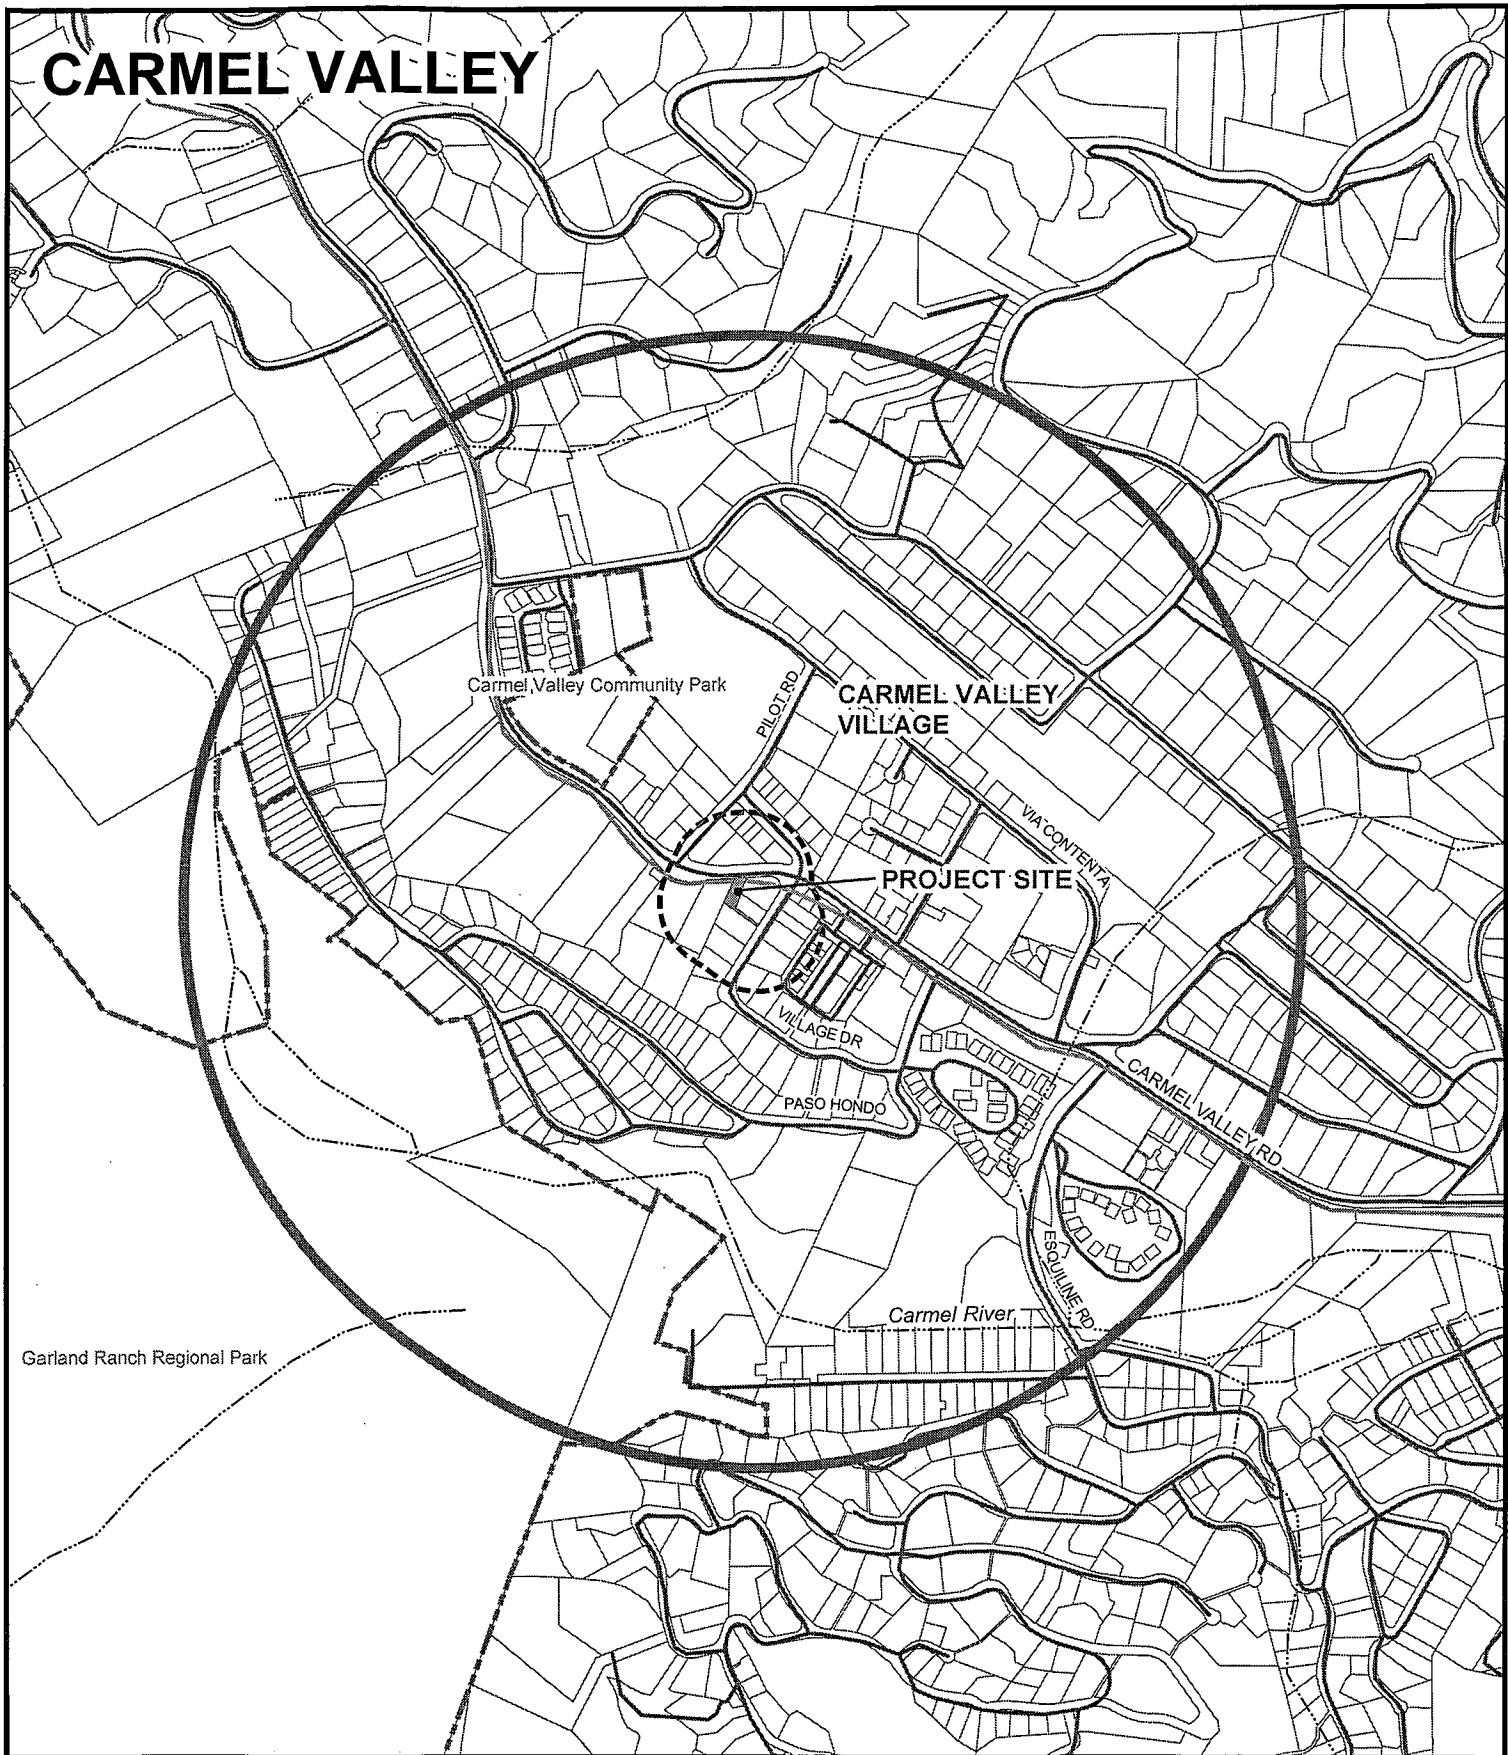 CARMEL VALLEY
Carmel Valley Community Park
PILOT RD
CARMEL VALLEY
VILLAGE
VIA CONTENTA
PROJECT SITE
VILLAGE DR
PASO HONDO
CARMEL VALLEY RD
ESQUILINE RD
Carmel River
Garland Ranch Regional Park